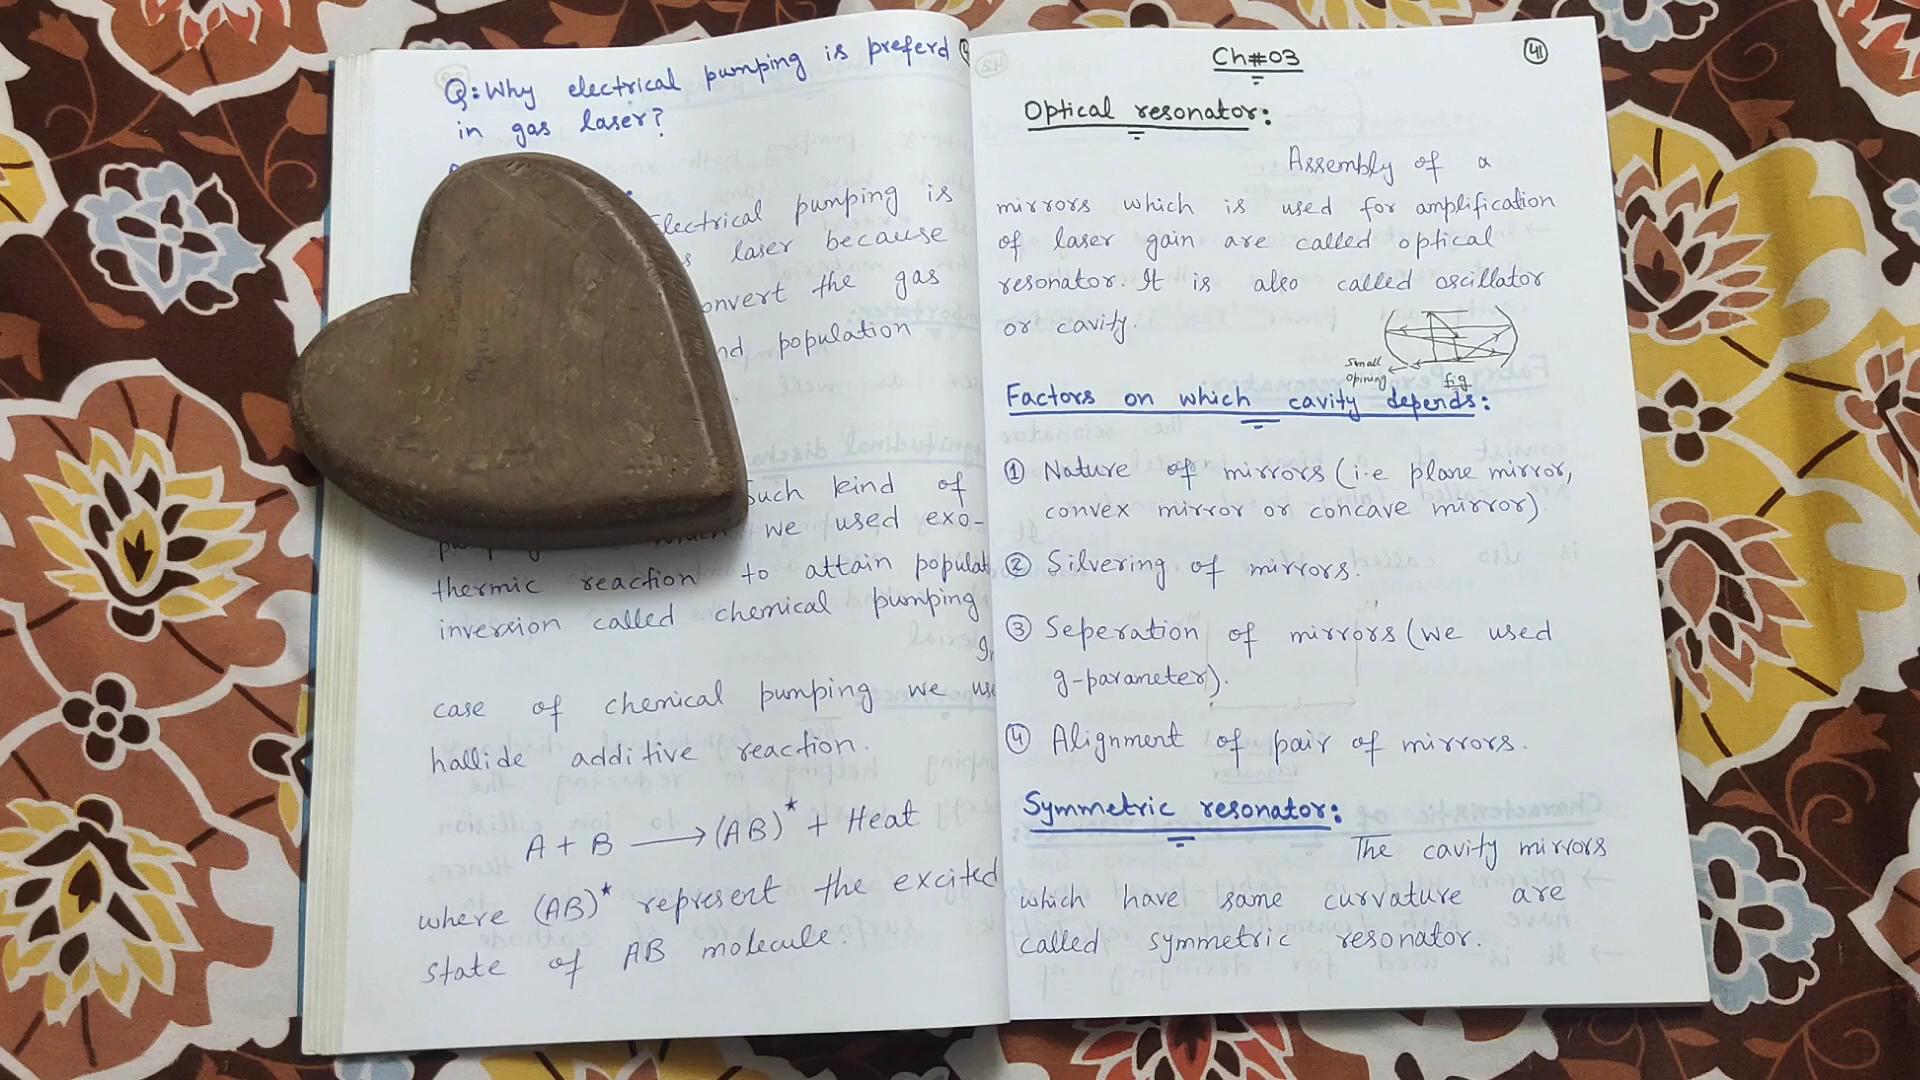 Q:Why electrical pumping is preferd
in gas laser?
Electrical pumping is
laser because
onvert the gas
nd population
Such kind of
we used exo-
thermic reaction to attain populat
inversion called chemical pumping
In
case of chemical pumping we use
hallide additive reaction.
A + B ⟶ (AB)* + Heat
where (AB)* represent the excited
state of AB molecule.
Ch#03
41
Optical resonator:
Assembly of a
mirrors which is used for amplification
of laser gain are called optical
resonator. It is also called oscillator
or cavity.
Small
opining
fig
Factors on which cavity depends:
① Nature of mirrors (i.e plane mirror,
convex mirror or concave mirror).
② Silvering of mirrors.
③ Seperation of mirrors (we used
g-parameter).
④ Alignment of pair of mirrors.
Symmetric resonator:
The cavity mirrors
which have same curvature are
called symmetric resonator.